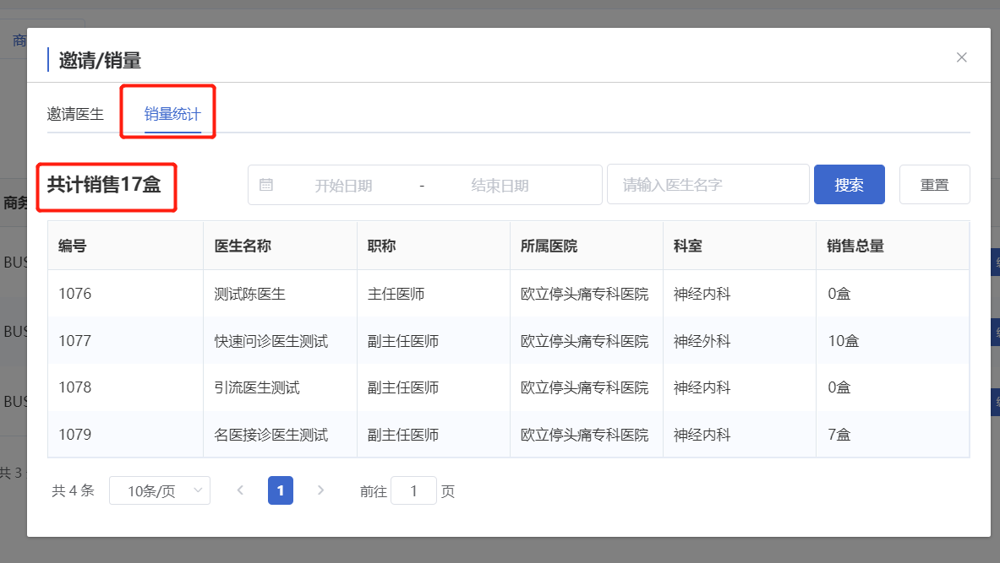 商
邀请/销量
邀请医生 销量统计
共计销售17盒 开始日期 - 结束日期 请输入医生名字 搜索 重置
商务
编号 医生名称 职称 所属医院 科室 销售总量
BUS
1076 测试陈医生 主任医师 欧立停头痛专科医院 神经内科 0盒
BUS
1077 快速问诊医生测试 副主任医师 欧立停头痛专科医院 神经外科 10盒
1078 引流医生测试 副主任医师 欧立停头痛专科医院 神经内科 0盒
BUS
1079 名医接诊医生测试 副主任医师 欧立停头痛专科医院 神经内科 7盒
共 3
共 4 条 10条/页 1 前往 1 页